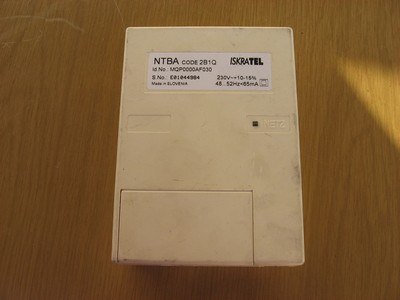 NTBA CODE 2B1Q ISKRATEL
Id.No.: MQP0000AF030
S.No.: E01044984 230V~+10-15%
Made in SLOVENIA 48..52Hz<85mA